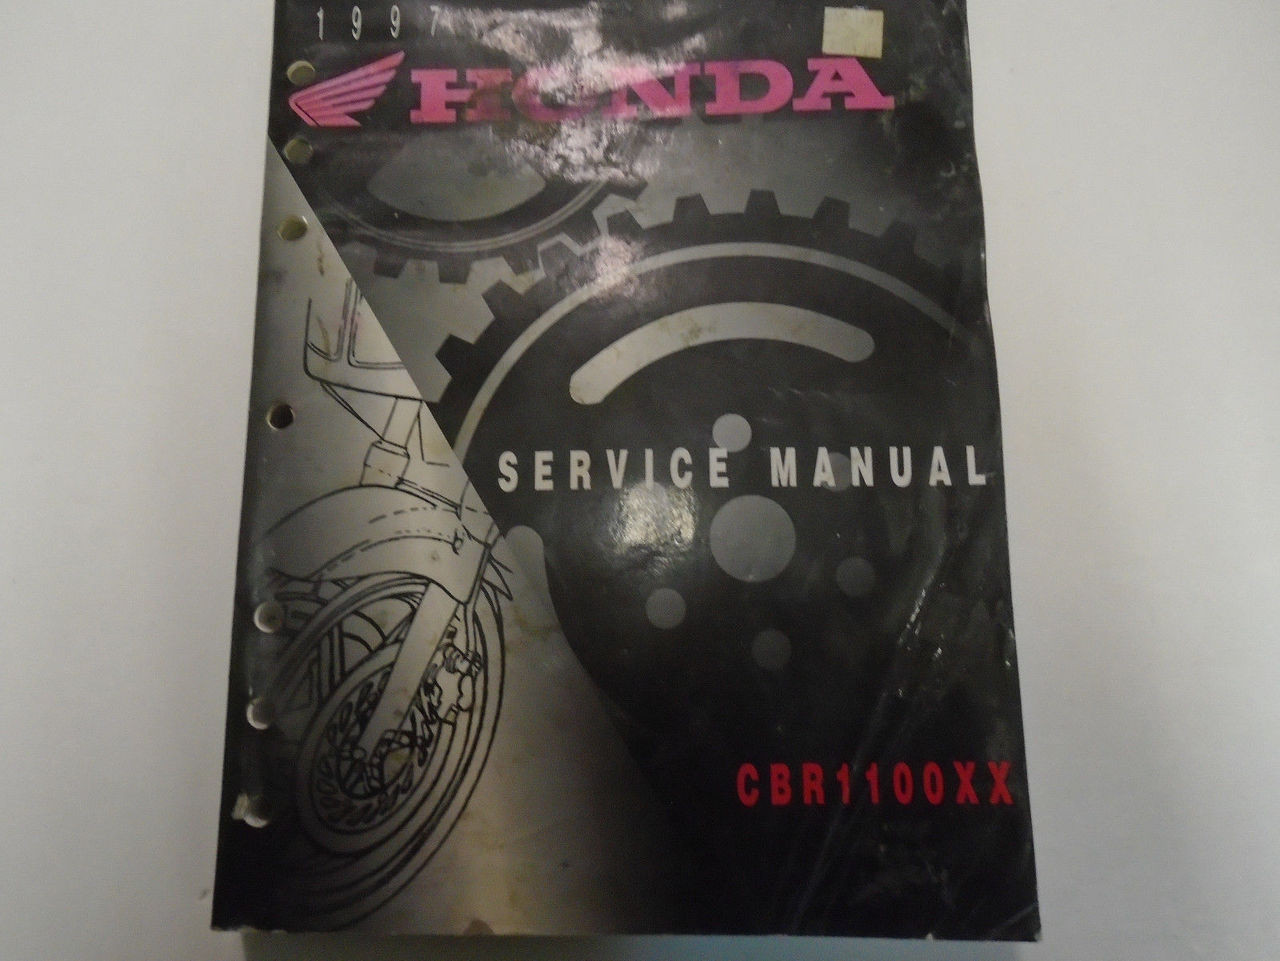 1997
HONDA
SERVICE MANUAL
CBR1100XX